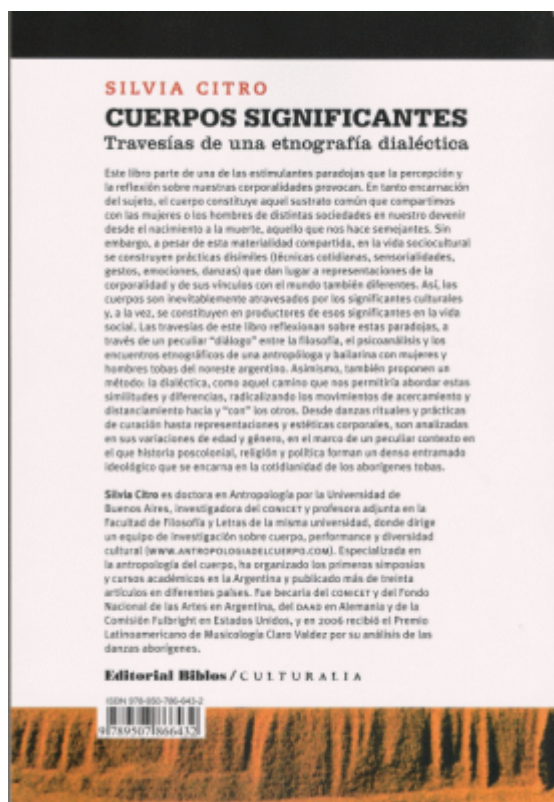 SILVIA CITRO
CUERPOS SIGNIFICANTES
Travesías de una etnografía dialéctica
Este libro parte de una de las estimulantes paradojas que la percepción y
la reflexión sobre nuestras corporalidades provocan. En tanto encarnación
del sujeto, el cuerpo constituye aquel sustrato común que compartimos
con las mujeres o los hombres de distintas sociedades en nuestro devenir
desde el nacimiento a la muerte, aquello que nos hace semejantes. Sin
embargo, a pesar de esta materialidad compartida, en la vida sociocultural
se construyen prácticas disímiles (técnicas cotidianas, sensorialidades,
gestos, emociones, danzas) que dan lugar a representaciones de la
corporalidad y de sus vínculos con el mundo también diferentes. Así, los
cuerpos son inevitablemente atravesados por los significantes culturales
y, a la vez, se constituyen en productores de esos significantes en la vida
social. Las travesías de este libro reflexionan sobre estas paradojas, a
través de un peculiar "diálogo" entre la filosofía, el psicoanálisis y los
encuentros etnográficos de una antropóloga y bailarina con mujeres y
hombres tobas del noreste argentino. Asimismo, también proponen un
método: la dialéctica, como aquel camino que nos permitiría abordar estas
similitudes y diferencias, radicalizando los movimientos de acercamiento y
distanciamiento hacia y "con" los otros. Desde danzas rituales y prácticas
de curación hasta representaciones y estéticas corporales, son analizadas
en sus variaciones de edad y género, en el marco de un peculiar contexto en
el que historia poscolonial, religión y política forman un denso entramado
ideológico que se encarna en la cotidianidad de los aborígenes tobas.
Silvia Citro es doctora en Antropología por la Universidad de
Buenos Aires, investigadora del CONICET y profesora adjunta en la
Facultad de Filosofía y Letras de la misma universidad, donde dirige
un equipo de investigación sobre cuerpo, performance y diversidad
cultural (WWW.ANTROPOLOGIADELCUERPO.COM). Especializada en
la antropología del cuerpo, ha organizado los primeros simposios
y cursos académicos en la Argentina y publicado más de treinta
artículos en diferentes países. Fue becaria del CONICET y del Fondo
Nacional de las Artes en Argentina, del DAAD en Alemania y de la
Comisión Fulbright en Estados Unidos, y en 2006 recibió el Premio
Latinoamericano de Musicología Claro Valdez por su análisis de las
danzas aborígenes.
Editorial Biblos / CULTURALIA
ISBN 978-950-786-643-2
9789507866432